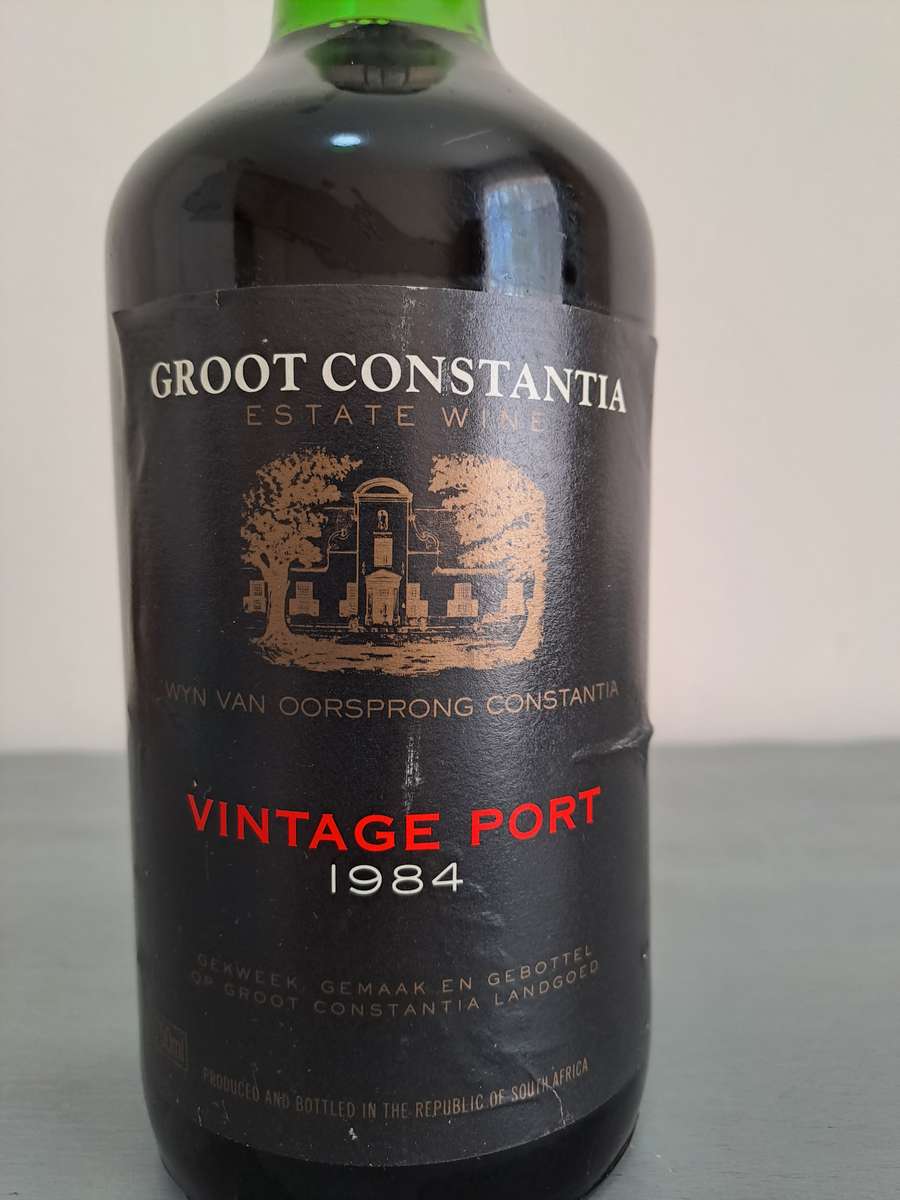 GROOT CONSTANTIA
ESTATE WINE
WYN VAN OORSPRONG CONSTANTIA
VINTAGE PORT
1984
GEKWEEK, GEMAAK EN GEBOTTEL
OP GROOT CONSTANTIA LANDGOED
PRODUCED AND BOTTLED IN THE REPUBLIC OF SOUTH AFRICA